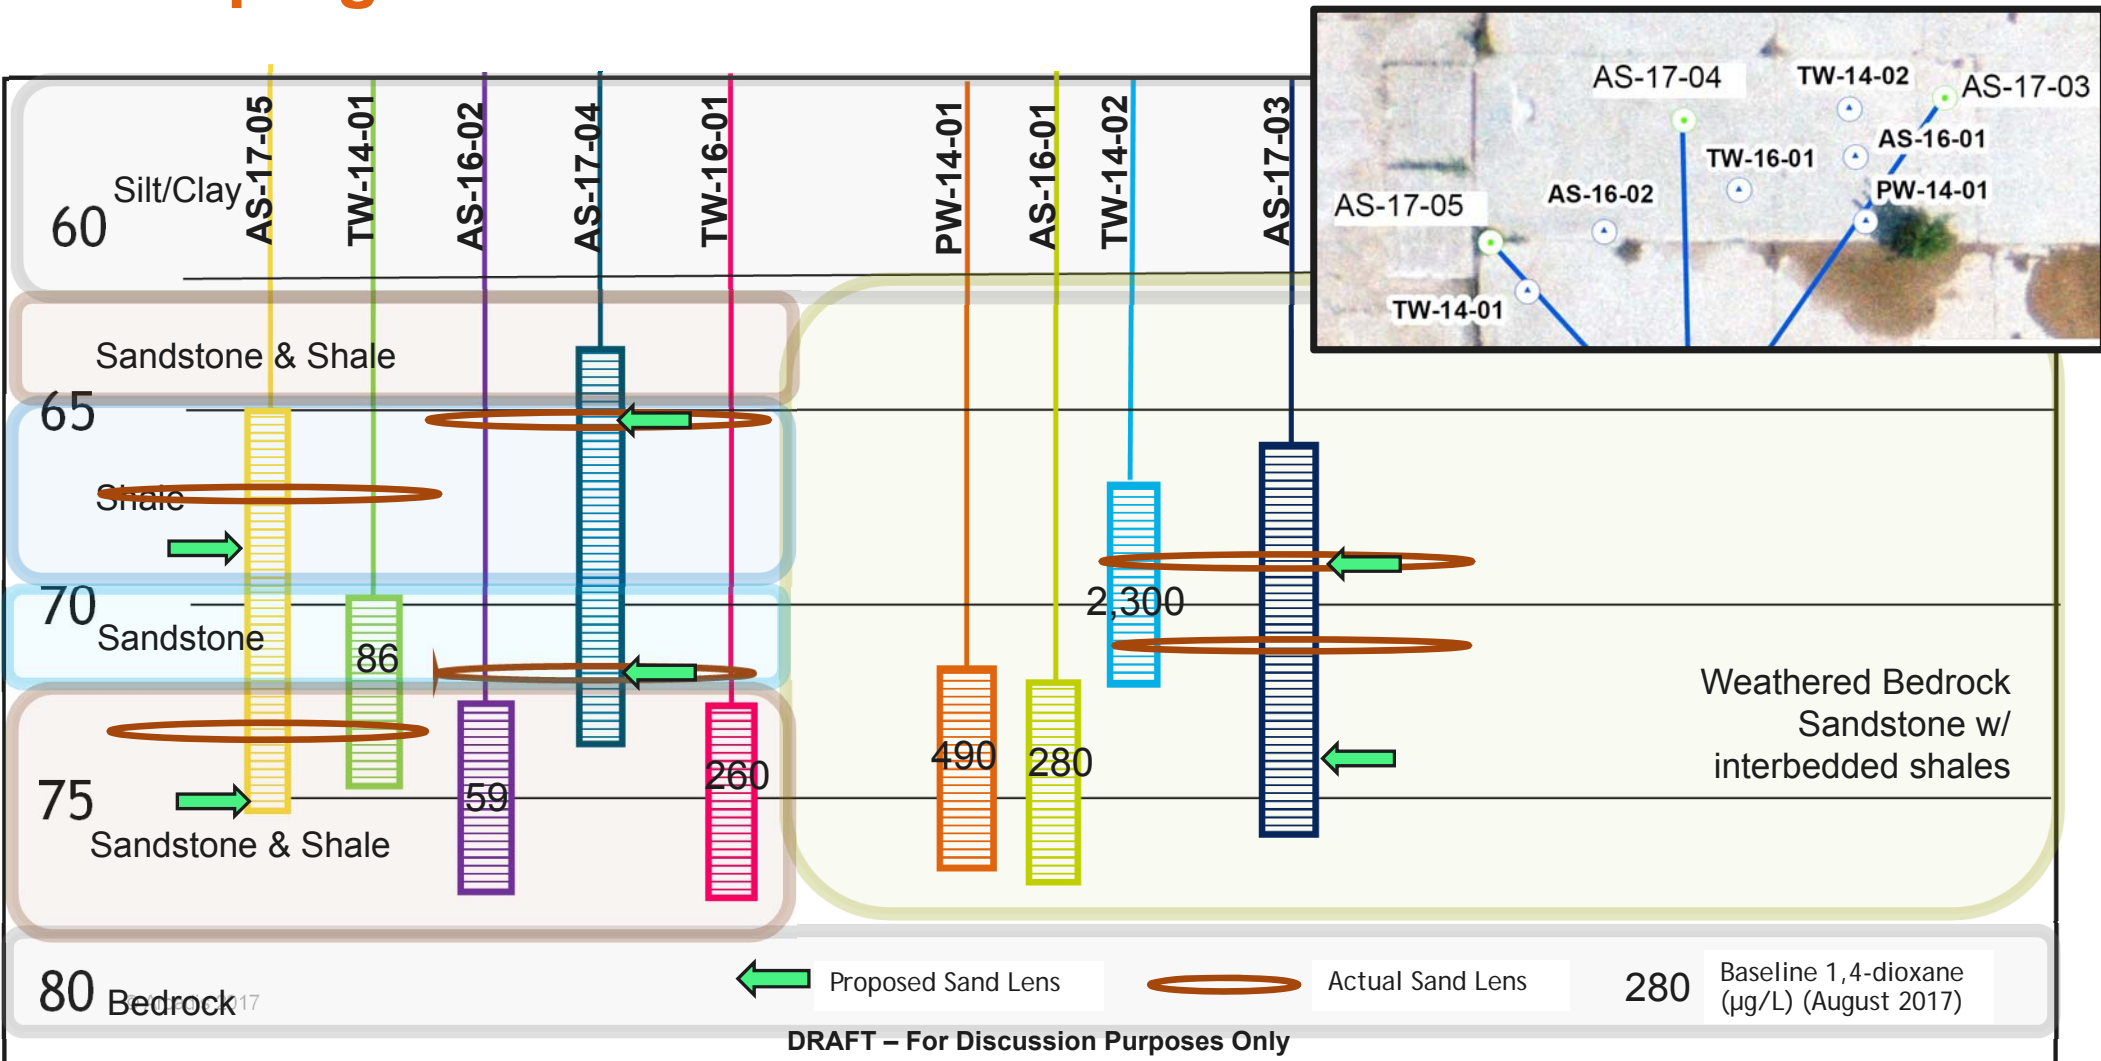 AS-17-05
TW-14-01
AS-16-02
AS-17-04
TW-16-01
PW-14-01
AS-16-01
TW-14-02
AS-17-03
AS-17-04
TW-14-02
AS-17-03
AS-16-01
TW-16-01
PW-14-01
AS-16-02
AS-17-05
TW-14-01
Silt/Clay
60
Sandstone & Shale
65
Shale
70
Sandstone
86
2,300
Weathered Bedrock
Sandstone w/
interbedded shales
490
280
260
59
75
Sandstone & Shale
80
Bedrock
© Arcadis 2017
Proposed Sand Lens
Actual Sand Lens
280
Baseline 1,4-dioxane
(µg/L) (August 2017)
DRAFT – For Discussion Purposes Only